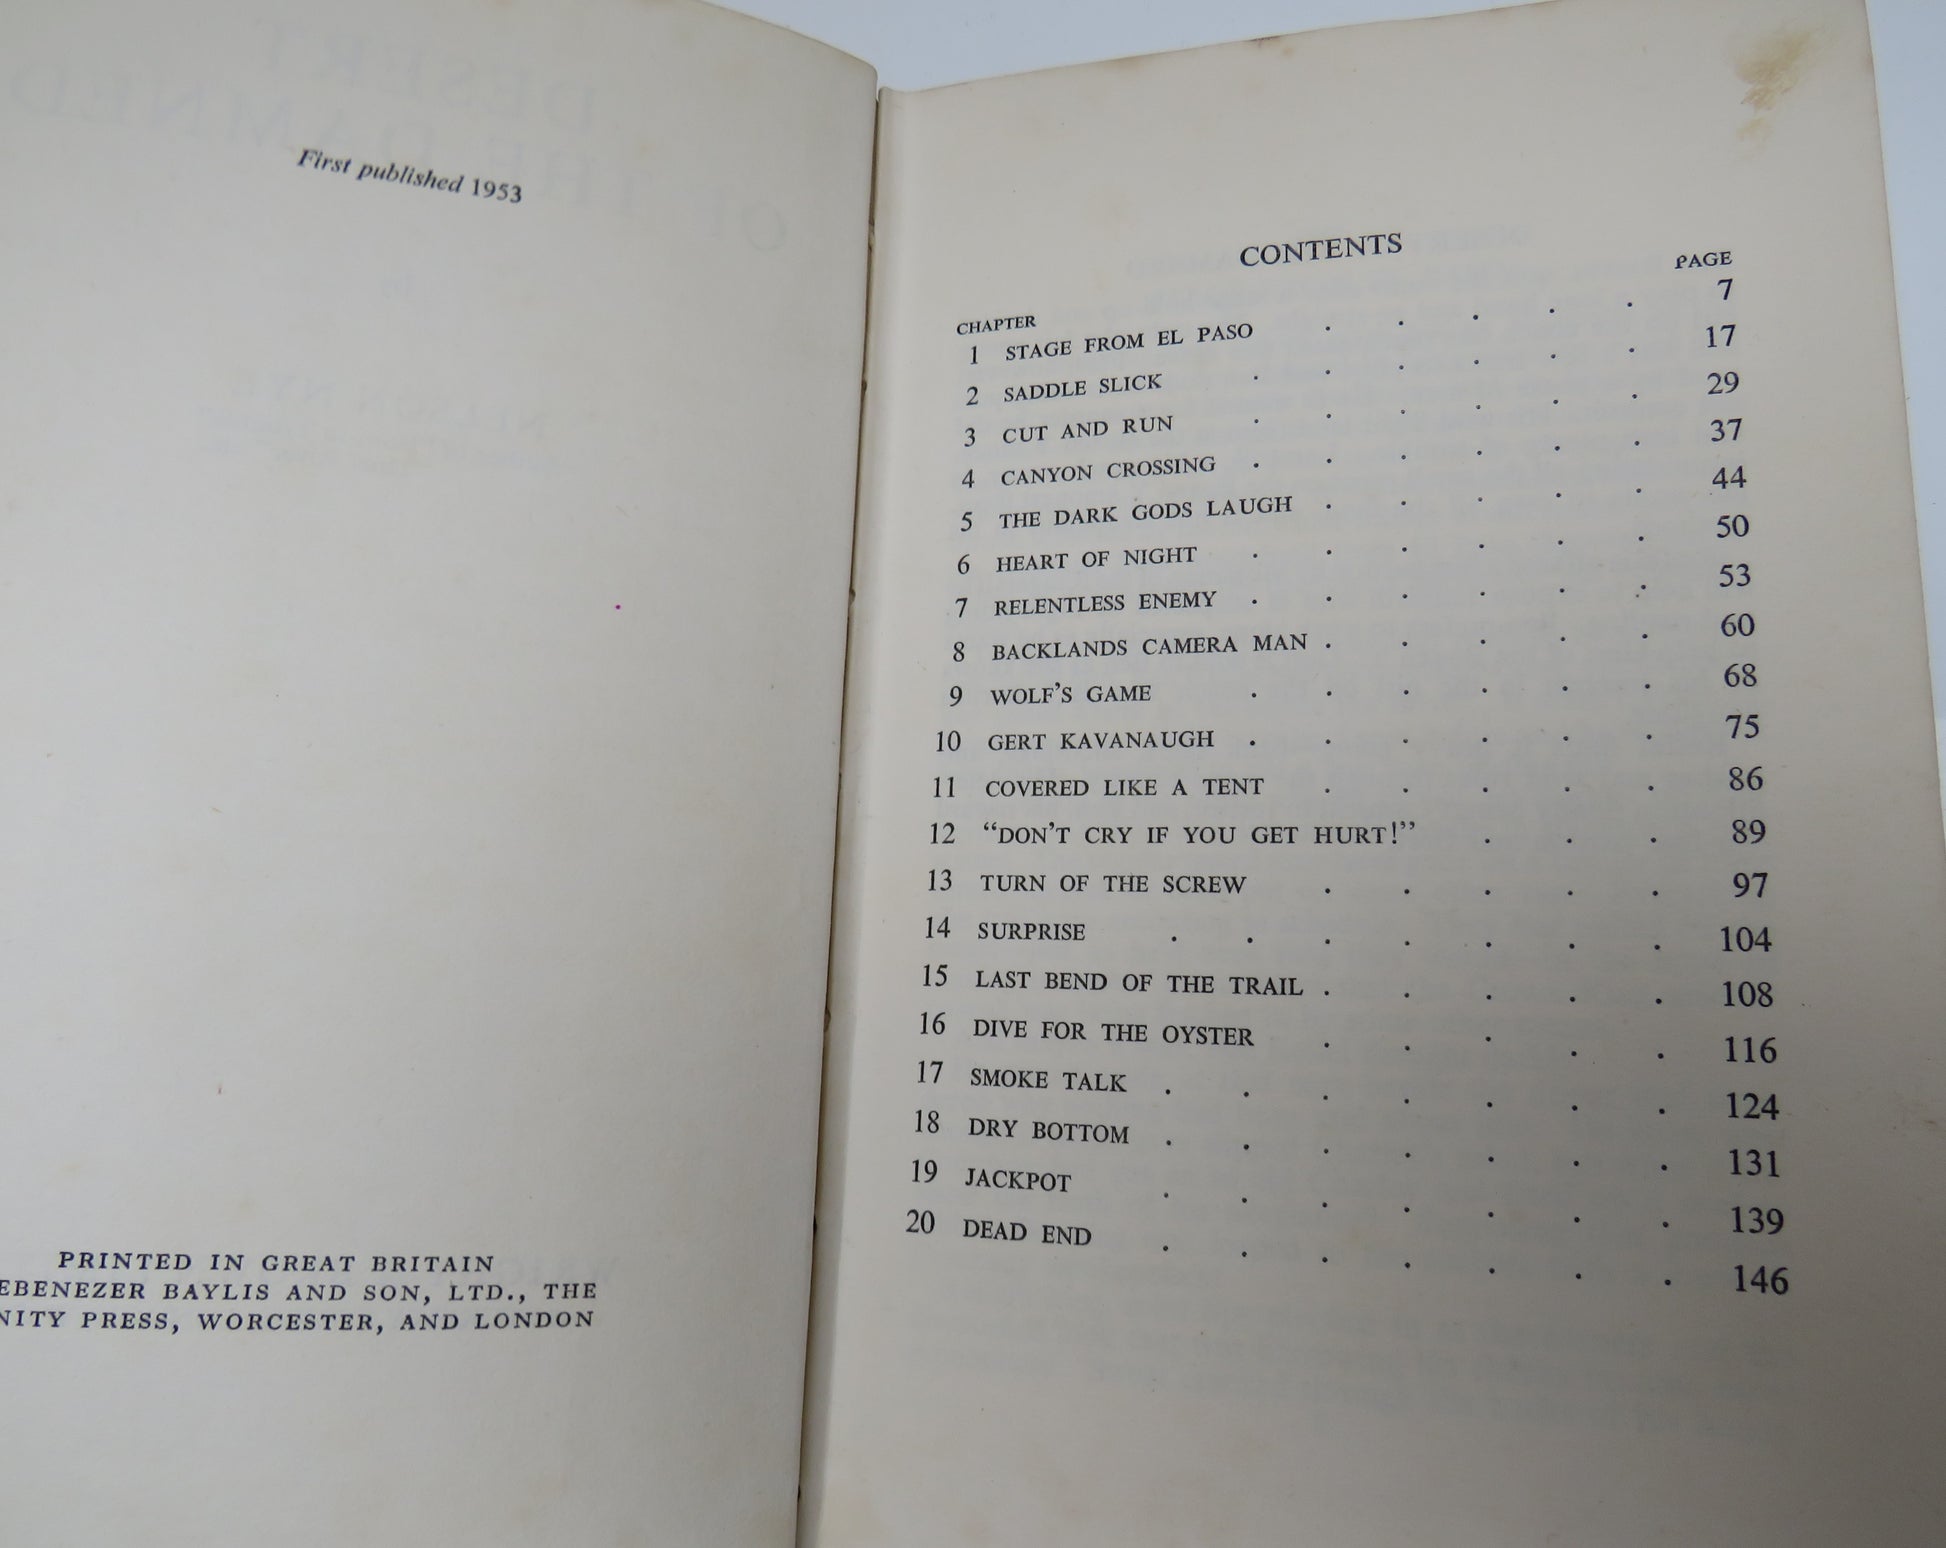 First published 1953
PRINTED IN GREAT BRITAIN
EBENEZER BAYLIS AND SON, LTD., THE
NITY PRESS, WORCESTER, AND LONDON
CONTENTS
CHAPTER PAGE
1 STAGE FROM EL PASO . . . . . 7
2 SADDLE SLICK . . . . . . 17
3 CUT AND RUN . . . . . . 29
4 CANYON CROSSING . . . . . . 37
5 THE DARK GODS LAUGH . . . . . 44
6 HEART OF NIGHT . . . . . . 50
7 RELENTLESS ENEMY . . . . . . 53
8 BACKLANDS CAMERA MAN . . . . . 60
9 WOLF'S GAME . . . . . . 68
10 GERT KAVANAUGH . . . . . . 75
11 COVERED LIKE A TENT . . . . . 86
12 "DON'T CRY IF YOU GET HURT!" . . . 89
13 TURN OF THE SCREW . . . . . 97
14 SURPRISE . . . . . . . 104
15 LAST BEND OF THE TRAIL . . . . . 108
16 DIVE FOR THE OYSTER . . . . . 116
17 SMOKE TALK . . . . . . . 124
18 DRY BOTTOM . . . . . . . 131
19 JACKPOT . . . . . . . 139
20 DEAD END . . . . . . . 146